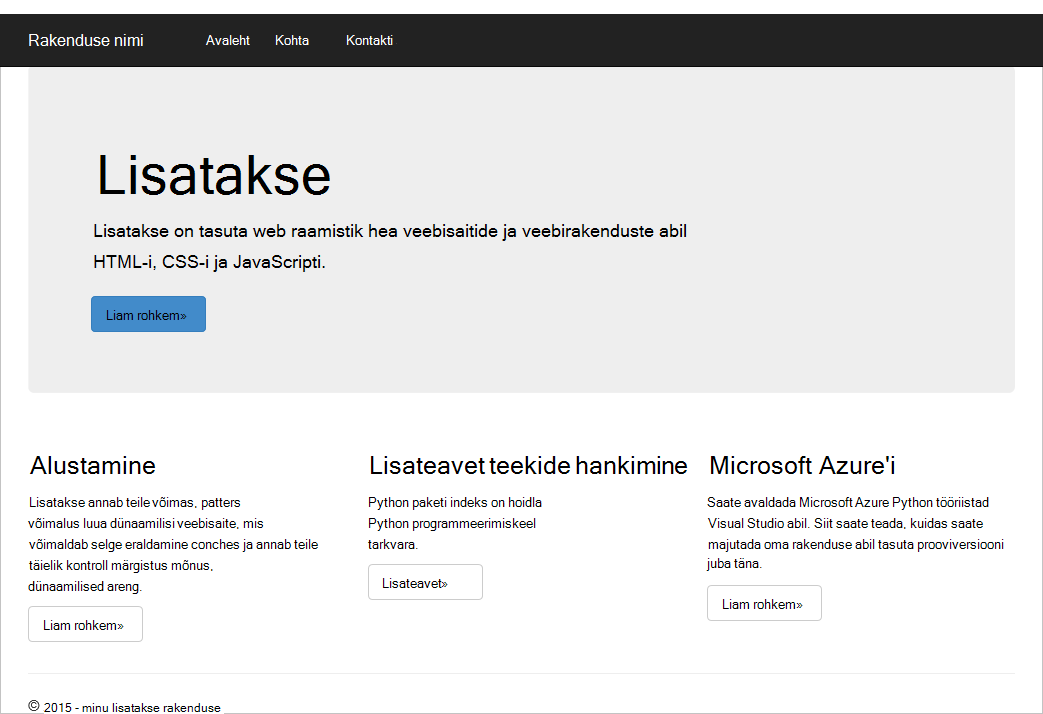 Rakenduse nimi Avaleht Kohta Kontakti
Lisatakse
Lisatakse on tasuta web raamistik hea veebisaitide ja veebirakenduste abil
HTML-i, CSS-i ja JavaScripti.
Liam rohkem»
Alustamine
Lisatakse annab teile võimas, patters
võimalus luua dünaamilisi veebisaite, mis
võimaldab selge eraldamine conches ja annab teile
täielik kontroll märgistus mõnus,
dünaamilised areng.
Liam rohkem»
Lisateavet teekide hankimine
Python paketi indeks on hoidla
Python programmeerimiskeel
tarkvara.
Lisateavet»
Microsoft Azure'i
Saate avaldada Microsoft Azure Python tööriistad
Visual Studio abil. Siit saate teada, kuidas saate
majutada oma rakenduse abil tasuta prooviversiooni
juba täna.
Liam rohkem»
© 2015 - minu lisatakse rakenduse